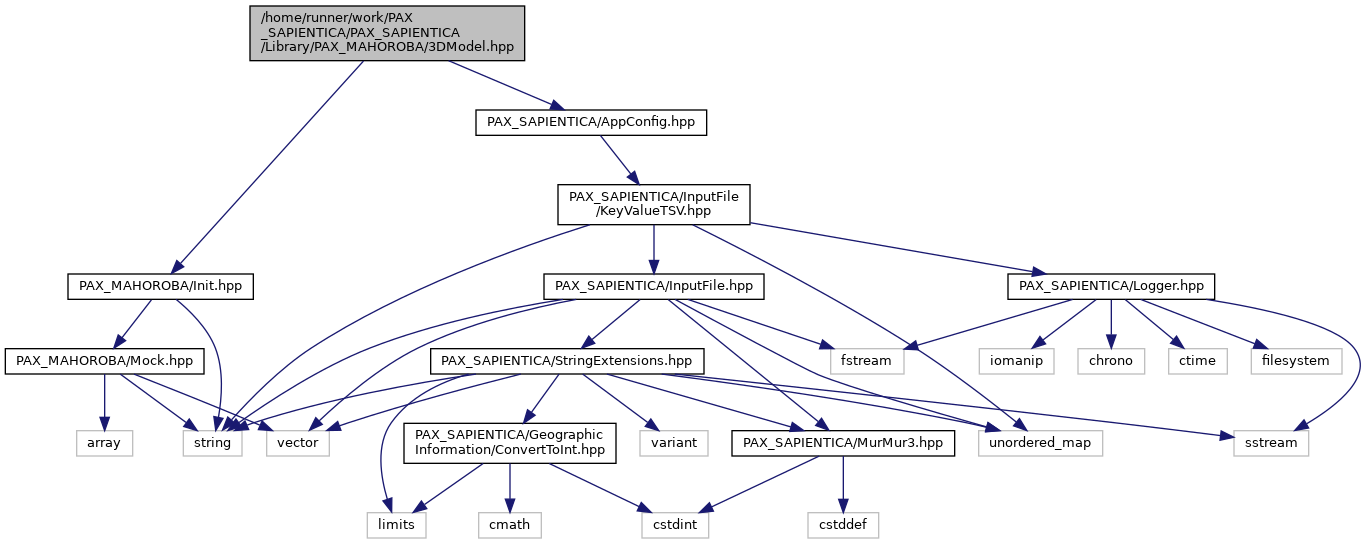 /home/runner/work/PAX
_SAPIENTICA/PAX_SAPIENTICA
/Library/PAX_MAHOROBA/3DModel.hpp
PAX_SAPIENTICA/AppConfig.hpp
PAX_SAPIENTICA/InputFile
/KeyValueTSV.hpp
PAX_MAHOROBA/Init.hpp
PAX_SAPIENTICA/InputFile.hpp
PAX_SAPIENTICA/Logger.hpp
PAX_MAHOROBA/Mock.hpp
PAX_SAPIENTICA/StringExtensions.hpp
fstream
iomanip
chrono
ctime
filesystem
array
string
vector
PAX_SAPIENTICA/Geographic
Information/ConvertToInt.hpp
variant
PAX_SAPIENTICA/MurMur3.hpp
unordered_map
sstream
limits
cmath
cstdint
cstddef